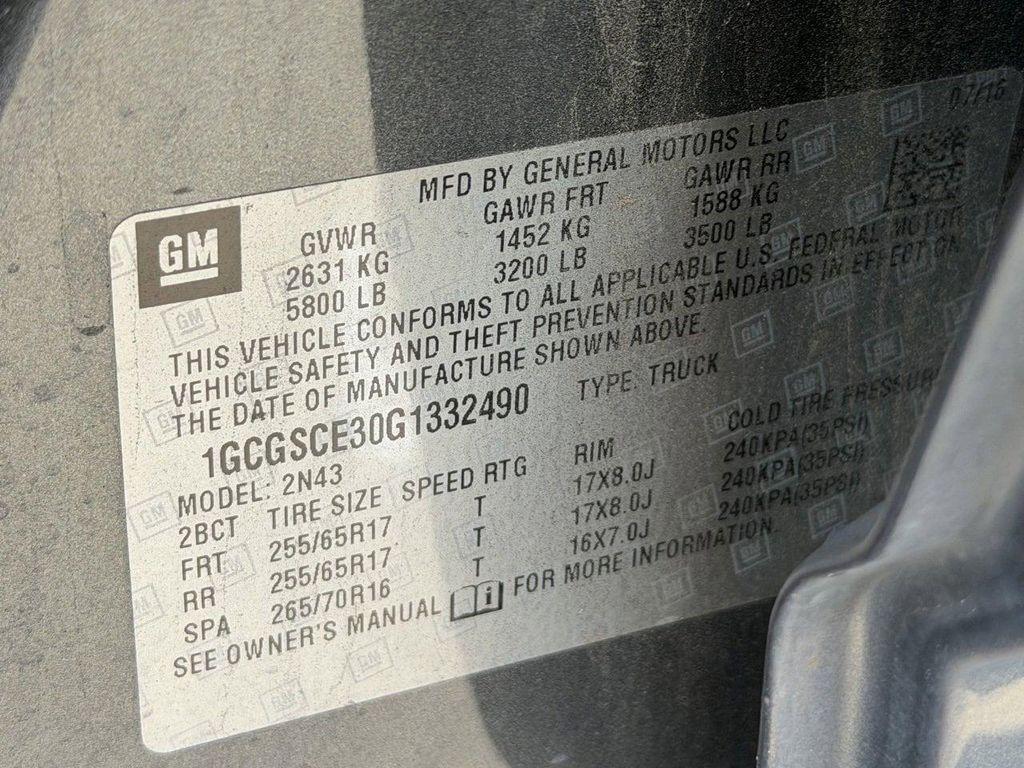 07/16
MFD BY GENERAL MOTORS LLC
GM
GVWR GAWR FRT GAWR RR
2631 KG 1452 KG 1588 KG
5800 LB 3200 LB 3500 LB
THIS VEHICLE CONFORMS TO ALL APPLICABLE U.S. FEDERAL MOTOR
VEHICLE SAFETY AND THEFT PREVENTION STANDARDS IN EFFECT ON
THE DATE OF MANUFACTURE SHOWN ABOVE.
1GCGSCE30G1332490 TYPE: TRUCK
MODEL: 2N43
2BCT TIRE SIZE SPEED RTG RIM COLD TIRE PRESSURE
FRT 255/65R17 T 17X8.0J 240KPA(35PSI)
RR 255/65R17 T 17X8.0J 240KPA(35PSI)
SPA 265/70R16 T 16X7.0J 240KPA(35PSI)
SEE OWNER'S MANUAL FOR MORE INFORMATION.